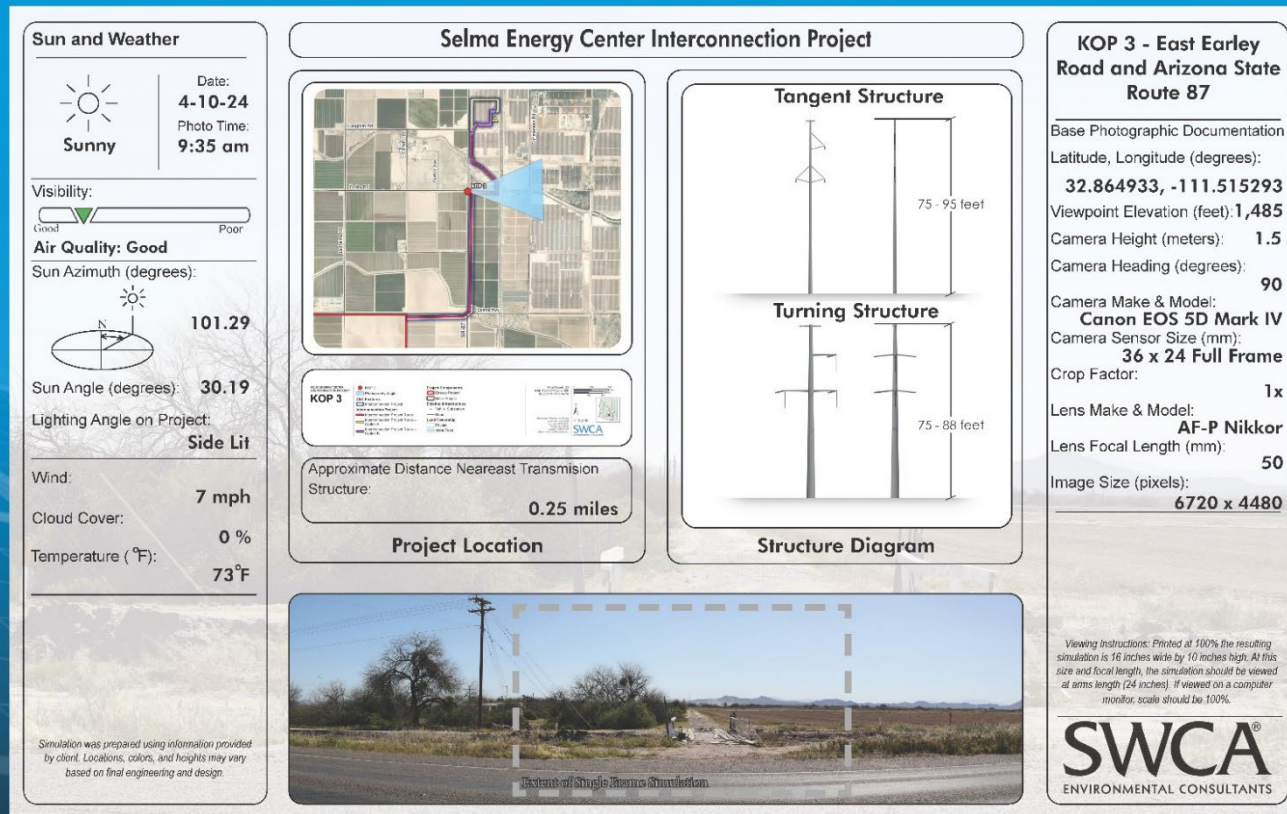 Sun and Weather
Sunny
Date:
4-10-24
Photo Time:
9:35 am
Visibility:
Good
Poor
Air Quality: Good
Sun Azimuth (degrees):
N
101.29
Sun Angle (degrees): 30.19
Lighting Angle on Project:
Side Lit
Wind:
7 mph
Cloud Cover:
0 %
Temperature (°F):
73°F
Simulation was prepared using information provided
by client. Locations, colors, and heights may vary
based on final engineering and design.
Selma Energy Center Interconnection Project
KOP 3
SWCA
Approximate Distance Neareast Transmision
Structure:
0.25 miles
Project Location
Tangent Structure
75 - 95 feet
Turning Structure
75 - 88 feet
Structure Diagram
Extent of Single Frame Simulation
KOP 3 - East Earley
Road and Arizona State
Route 87
Base Photographic Documentation
Latitude, Longitude (degrees):
32.864933, -111.515293
Viewpoint Elevation (feet): 1,485
Camera Height (meters): 1.5
Camera Heading (degrees):
90
Camera Make & Model:
Canon EOS 5D Mark IV
Camera Sensor Size (mm):
36 x 24 Full Frame
Crop Factor:
1x
Lens Make & Model:
AF-P Nikkor
Lens Focal Length (mm):
50
Image Size (pixels):
6720 x 4480
Viewing Instructions: Printed at 100% the resulting
simulation is 16 inches wide by 10 inches high. At this
size and focal length, the simulation should be viewed
at arms length (24 inches). If viewed on a computer
monitor, scale should be 100%.
SWCA®
ENVIRONMENTAL CONSULTANTS